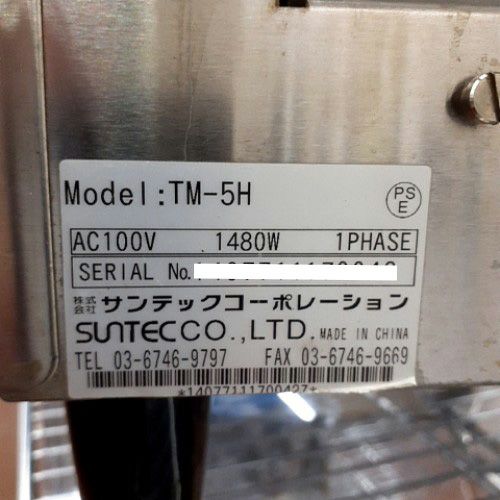 Model:TM-5H
PS
E
AC100V 1480W 1PHASE
SERIAL No.
株式
会社 サンテックコーポレーション
SUNTEC CO.,LTD. MADE IN CHINA
TEL 03-6746-9797 FAX 03-6746-9669
*14077111700427*